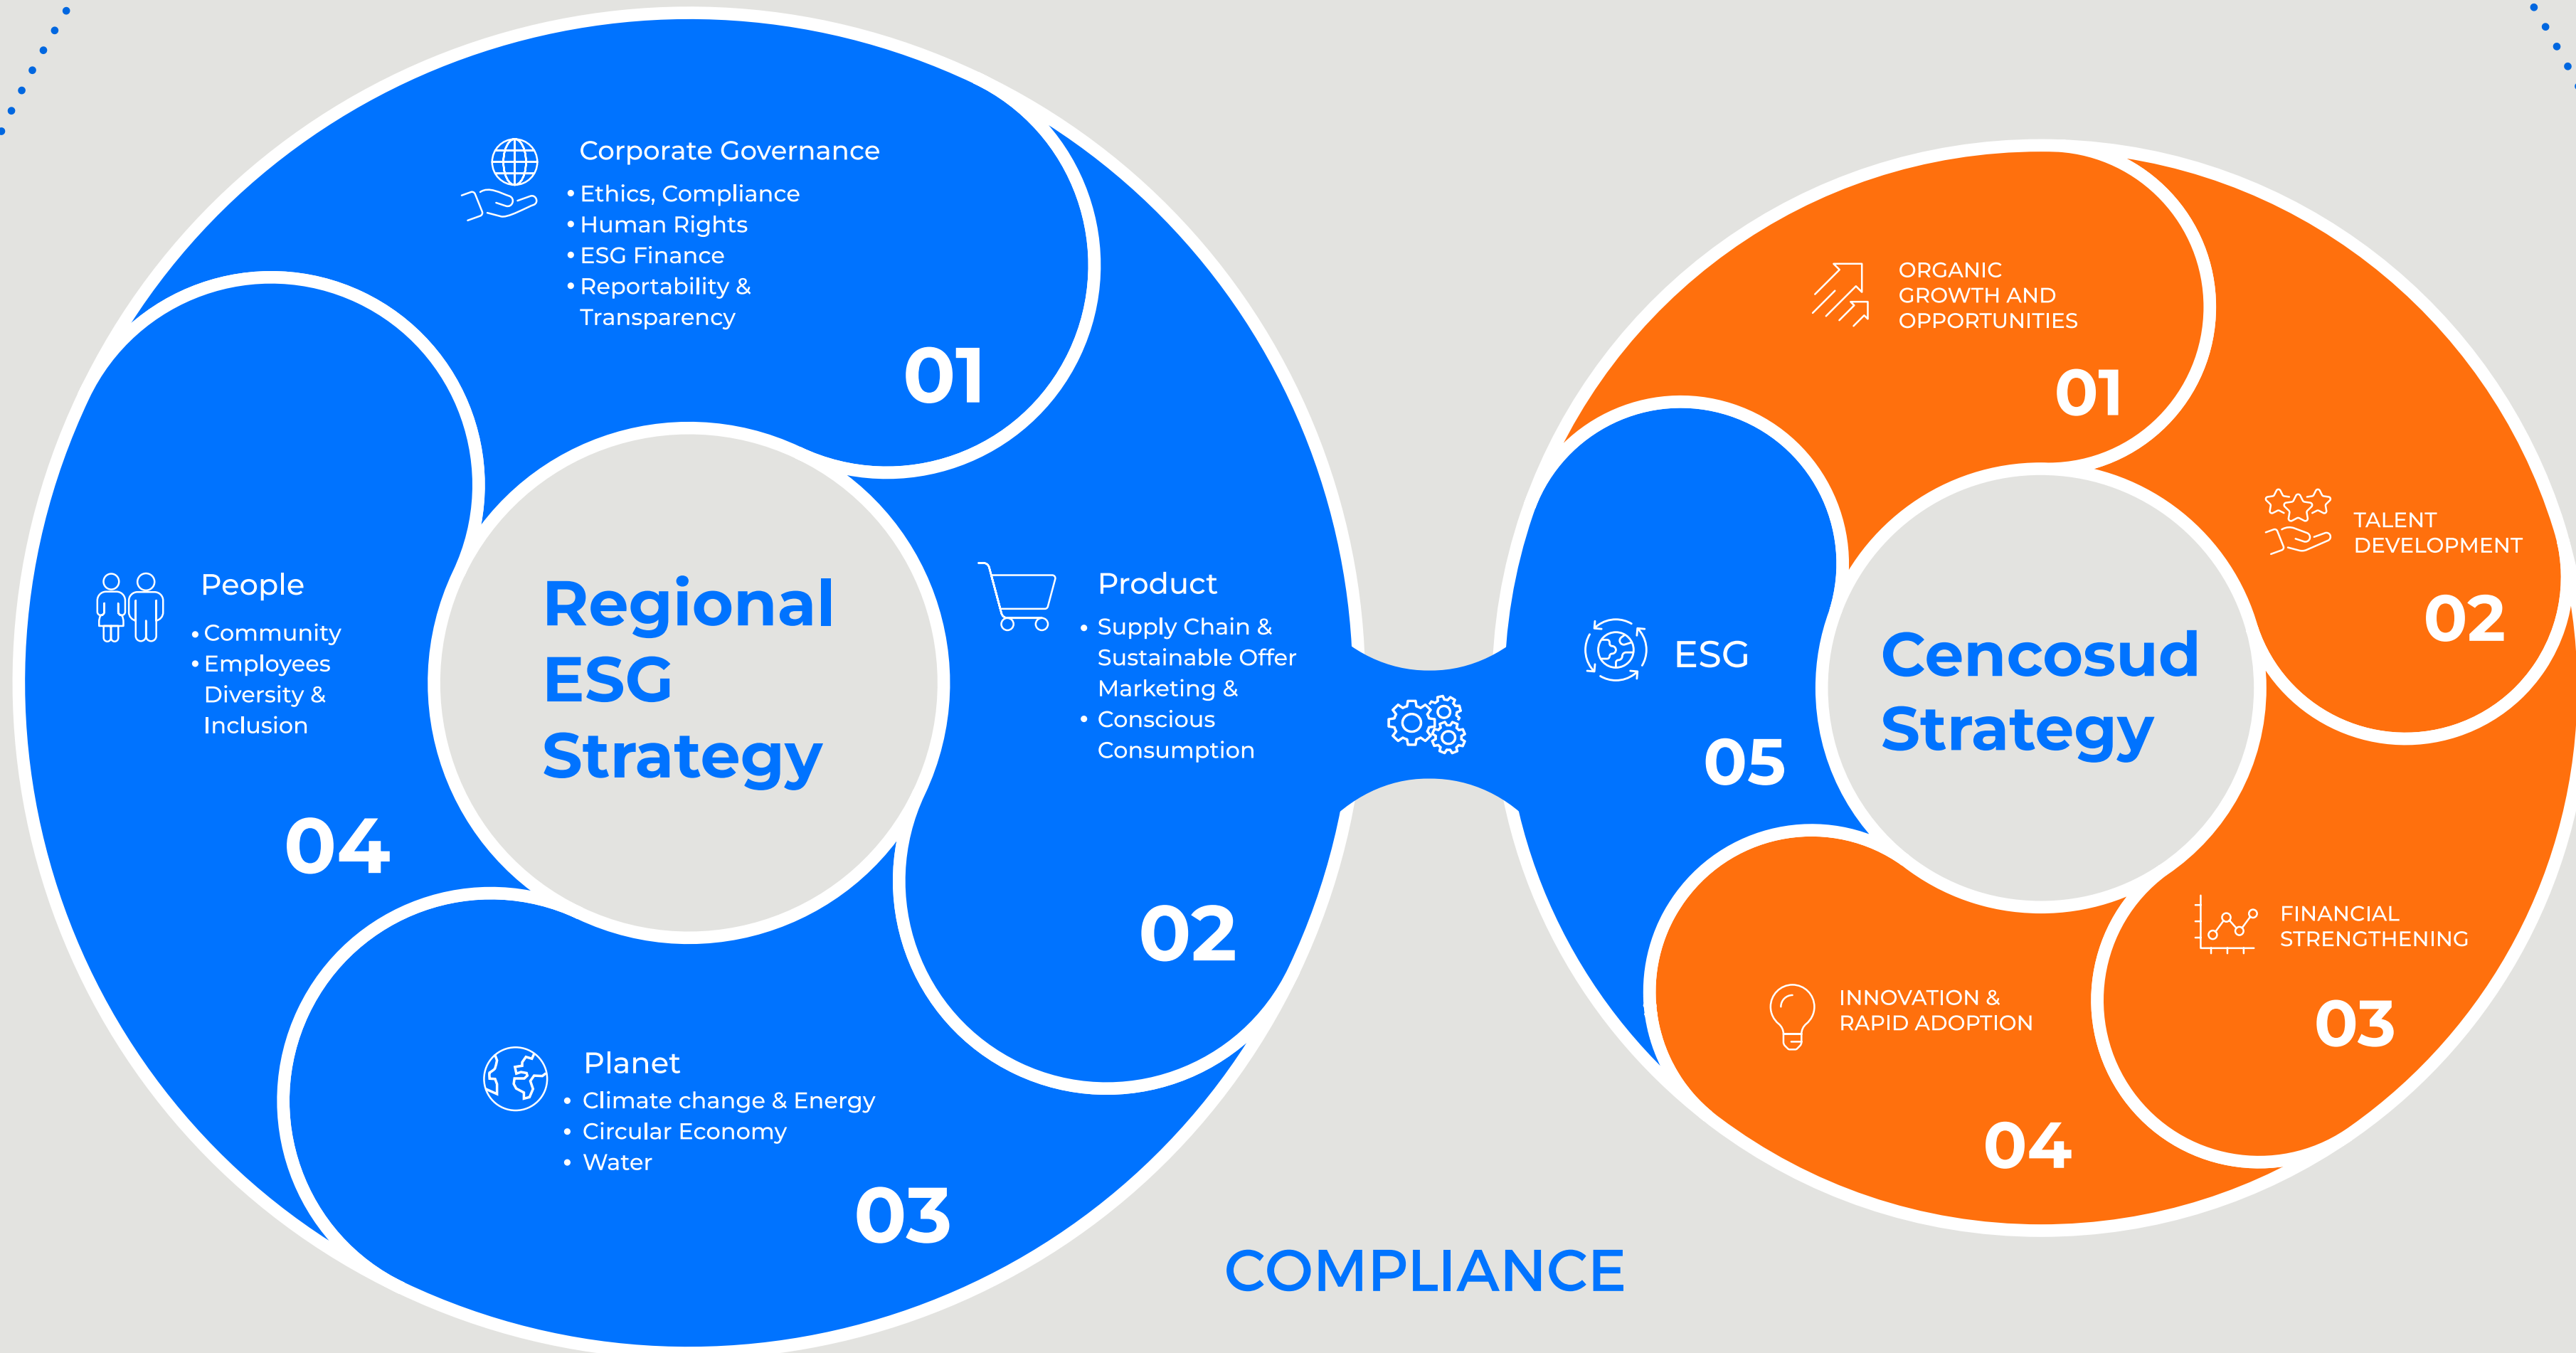 Corporate Governance
• Ethics, Compliance
• Human Rights
• ESG Finance
• Reportability &
Transparency
01
Product
• Supply Chain &
Sustainable Offer
Marketing &
• Conscious
Consumption
02
Planet
• Climate change & Energy
• Circular Economy
• Water
03
People
• Community
• Employees
Diversity &
Inclusion
04
Regional
ESG
Strategy
ORGANIC
GROWTH AND
OPPORTUNITIES
01
TALENT
DEVELOPMENT
02
FINANCIAL
STRENGTHENING
03
INNOVATION &
RAPID ADOPTION
04
ESG
05
Cencosud
Strategy
COMPLIANCE